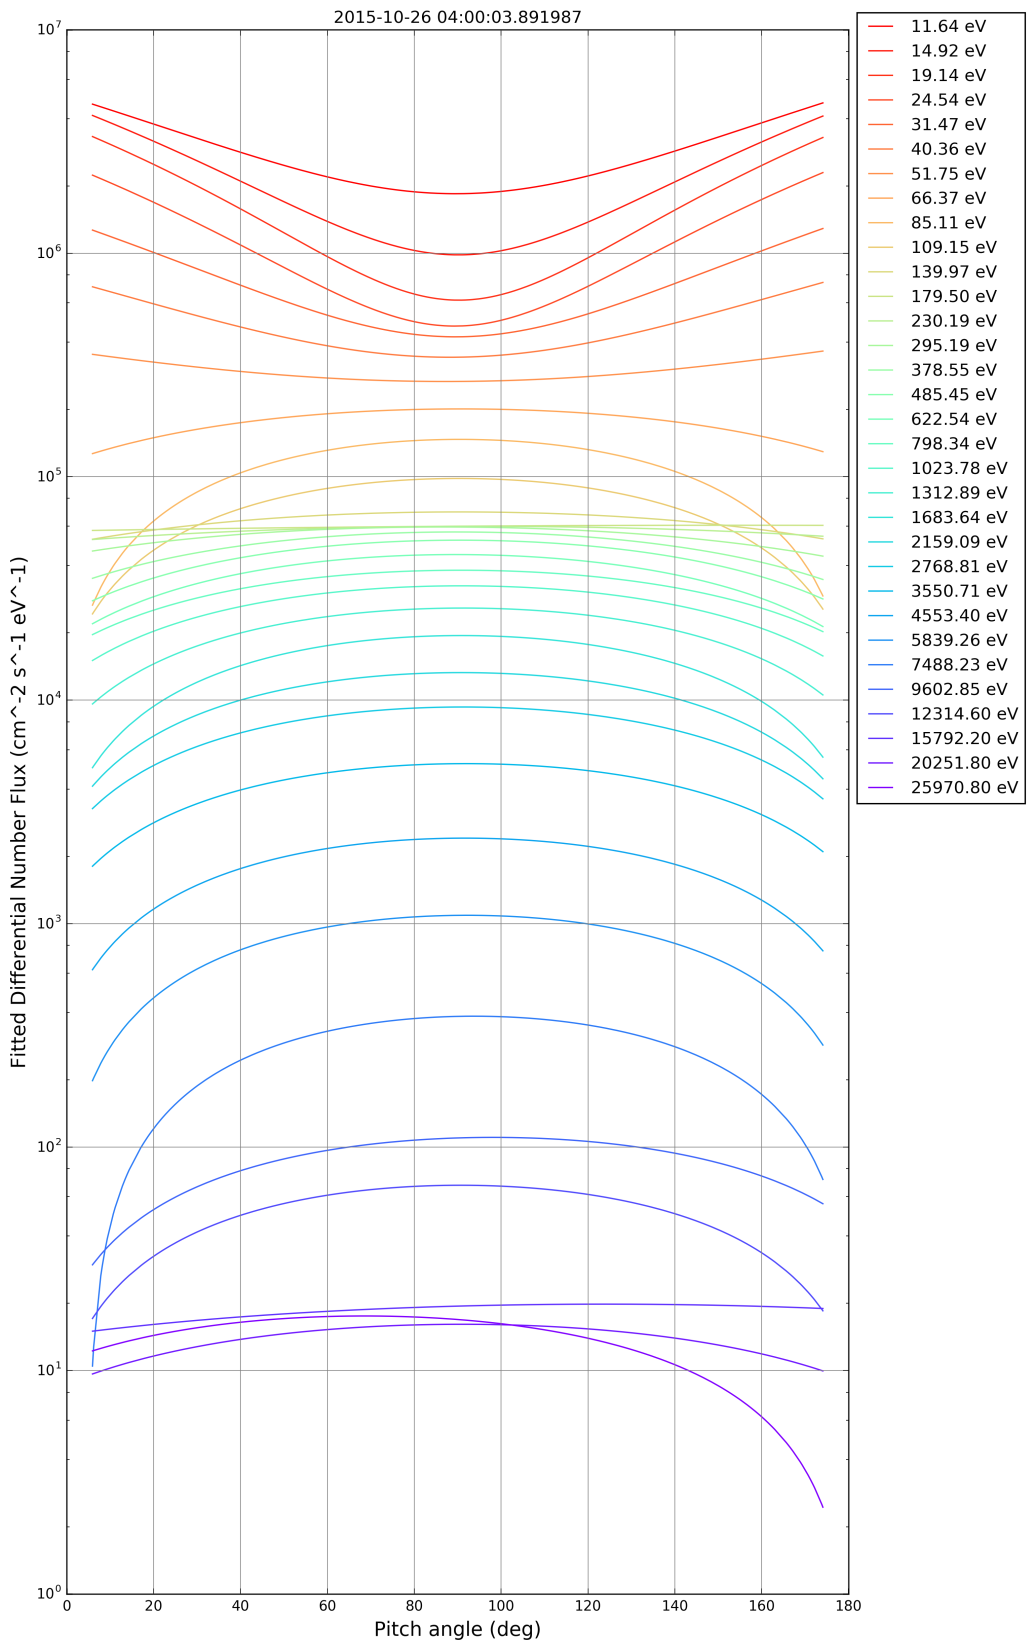 2015-10-26 04:00:03.891987
10^7
10^6
10^5
10^4
10^3
10^2
10^1
10^0
Fitted Differential Number Flux (cm^-2 s^-1 eV^-1)
0 20 40 60 80 100 120 140 160 180
Pitch angle (deg)
11.64 eV
14.92 eV
19.14 eV
24.54 eV
31.47 eV
40.36 eV
51.75 eV
66.37 eV
85.11 eV
109.15 eV
139.97 eV
179.50 eV
230.19 eV
295.19 eV
378.55 eV
485.45 eV
622.54 eV
798.34 eV
1023.78 eV
1312.89 eV
1683.64 eV
2159.09 eV
2768.81 eV
3550.71 eV
4553.40 eV
5839.26 eV
7488.23 eV
9602.85 eV
12314.60 eV
15792.20 eV
20251.80 eV
25970.80 eV